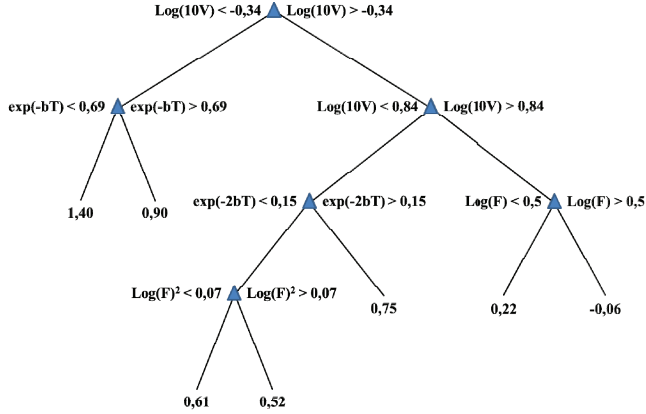 Log(10V) < -0,34 Log(10V) > -0,34
exp(-bT) < 0,69 exp(-bT) > 0,69 Log(10V) < 0,84 Log(10V) > 0,84
1,40 0,90 exp(-2bT) < 0,15 exp(-2bT) > 0,15 Log(F) < 0,5 Log(F) > 0,5
Log(F)² < 0,07 Log(F)² > 0,07 0,75 0,22 -0,06
0,61 0,52